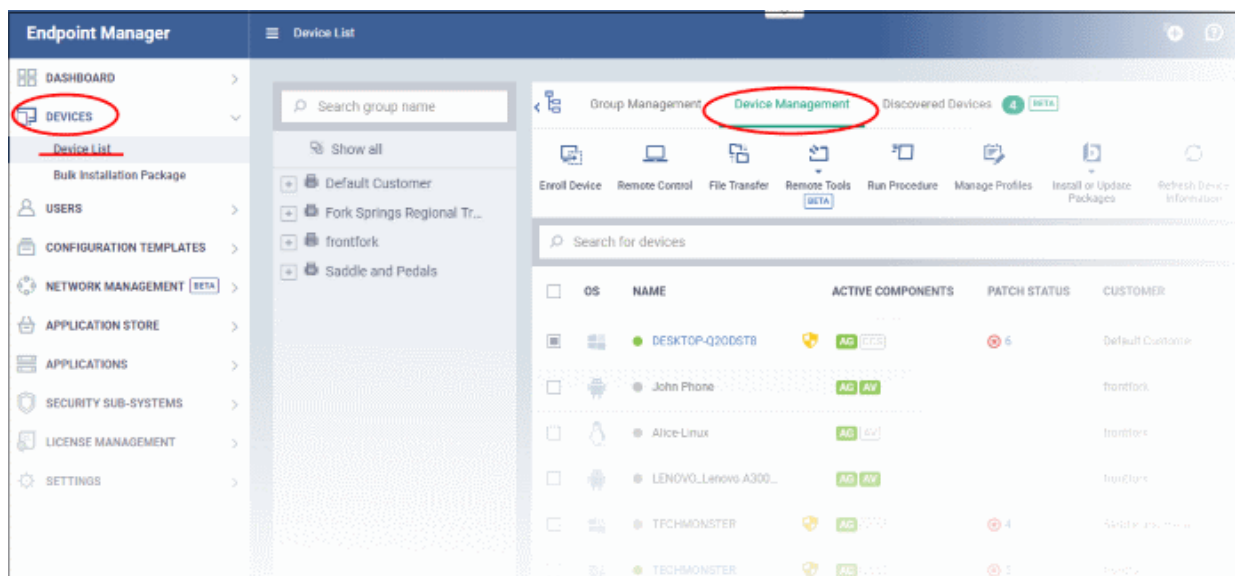 Endpoint Manager
Device List
DASHBOARD
DEVICES
Device List
Bulk Installation Package
USERS
CONFIGURATION TEMPLATES
NETWORK MANAGEMENT BETA
APPLICATION STORE
APPLICATIONS
SECURITY SUB-SYSTEMS
LICENSE MANAGEMENT
SETTINGS
Search group name
Show all
Default Customer
Fork Springs Regional Tr...
frontfork
Saddle and Pedals
Group Management Device Management Discovered Devices 4 BETA
Enroll Device Remote Control File Transfer Remote Tools Run Procedure Manage Profiles Install or Update Refresh Device
BETA Packages Information
Search for devices
OS NAME ACTIVE COMPONENTS PATCH STATUS CUSTOMER
DESKTOP-Q2ODST8 AG CCS 6 Default Customer
John Phone AG AV frontfork
Alice-Linux AG AV frontfork
LENOVO_Lenovo A300... AG AV frontfork
TECHMONSTER AG 4
TECHMONSTER AG